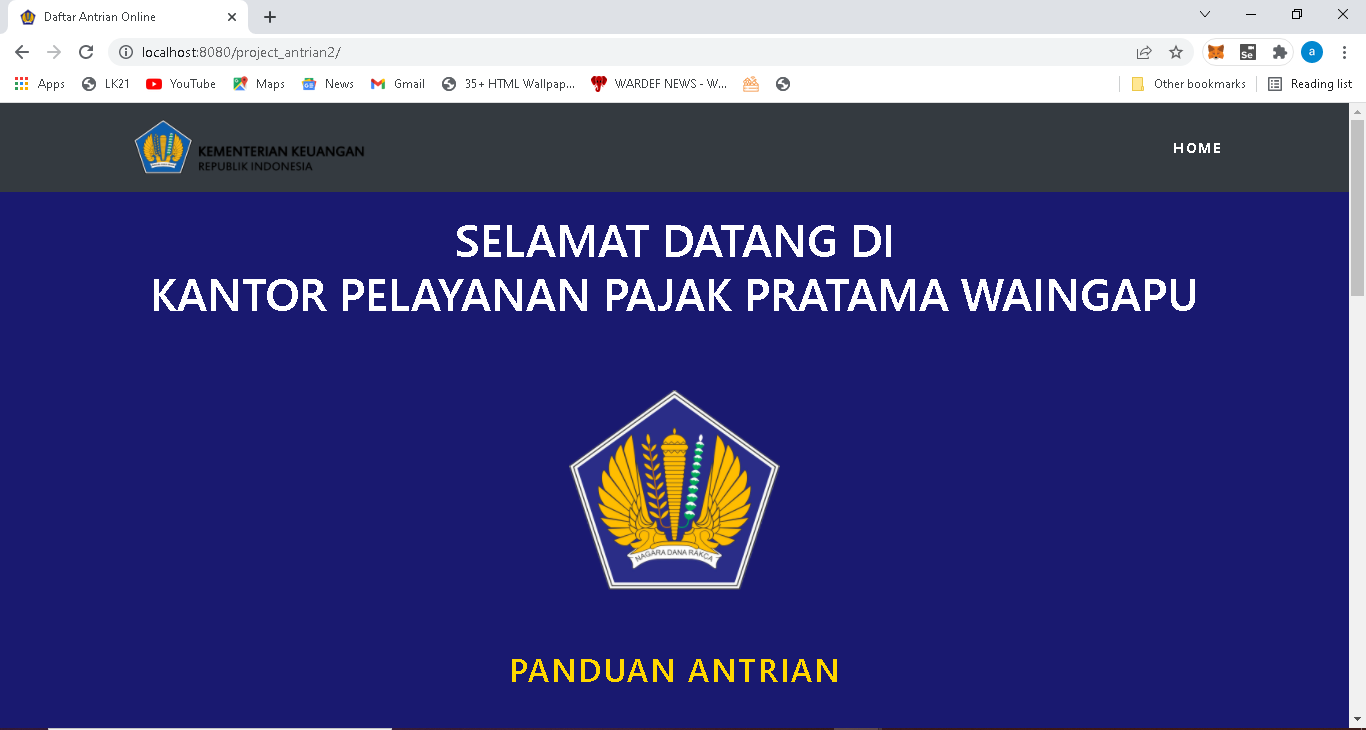 Daftar Antrian Online
localhost:8080/project_antrian2/
Se
a
Apps
LK21
YouTube
Maps
News
Gmail
35+ HTML Wallpap...
WARDEF NEWS - W...
Other bookmarks
Reading list
KEMENTERIAN KEUANGAN
REPUBLIK INDONESIA
HOME
SELAMAT DATANG DI
KANTOR PELAYANAN PAJAK PRATAMA WAINGAPU
NAGARA DANA RAKCA
PANDUAN ANTRIAN